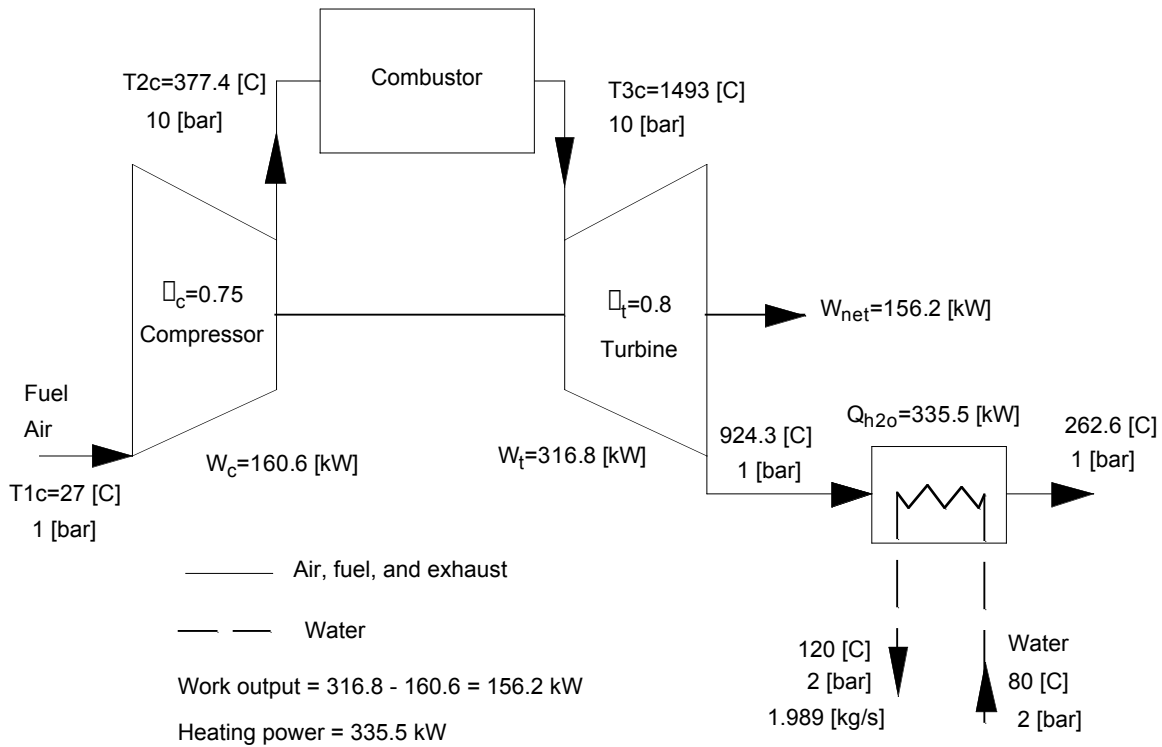 T2c=377.4 [C]
10 [bar]
Combustor
T3c=1493 [C]
10 [bar]
□c=0.75
Compressor
□t=0.8
Turbine
Wnet=156.2 [kW]
Fuel
Air
T1c=27 [C]
1 [bar]
Wc=160.6 [kW]
Wt=316.8 [kW]
924.3 [C]
1 [bar]
Qh2o=335.5 [kW]
262.6 [C]
1 [bar]
Air, fuel, and exhaust
Water
Work output = 316.8 - 160.6 = 156.2 kW
Heating power = 335.5 kW
120 [C]
2 [bar]
1.989 [kg/s]
Water
80 [C]
2 [bar]